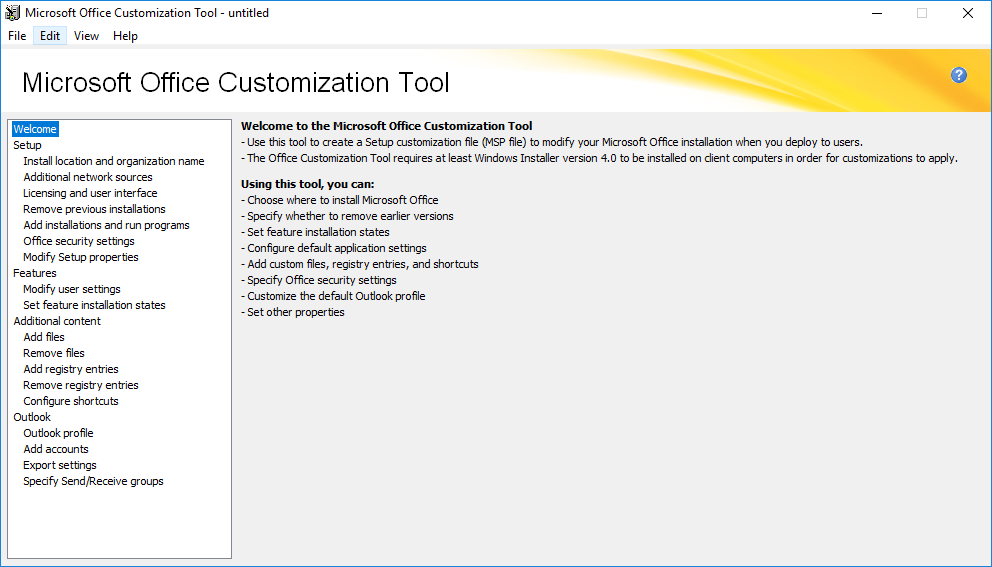 Microsoft Office Customization Tool - untitled
File Edit View Help
Microsoft Office Customization Tool
?
Welcome
Setup
Install location and organization name
Additional network sources
Licensing and user interface
Remove previous installations
Add installations and run programs
Office security settings
Modify Setup properties
Features
Modify user settings
Set feature installation states
Additional content
Add files
Remove files
Add registry entries
Remove registry entries
Configure shortcuts
Outlook
Outlook profile
Add accounts
Export settings
Specify Send/Receive groups
Welcome to the Microsoft Office Customization Tool
- Use this tool to create a Setup customization file (MSP file) to modify your Microsoft Office installation when you deploy to users.
- The Office Customization Tool requires at least Windows Installer version 4.0 to be installed on client computers in order for customizations to apply.
Using this tool, you can:
- Choose where to install Microsoft Office
- Specify whether to remove earlier versions
- Set feature installation states
- Configure default application settings
- Add custom files, registry entries, and shortcuts
- Specify Office security settings
- Customize the default Outlook profile
- Set other properties